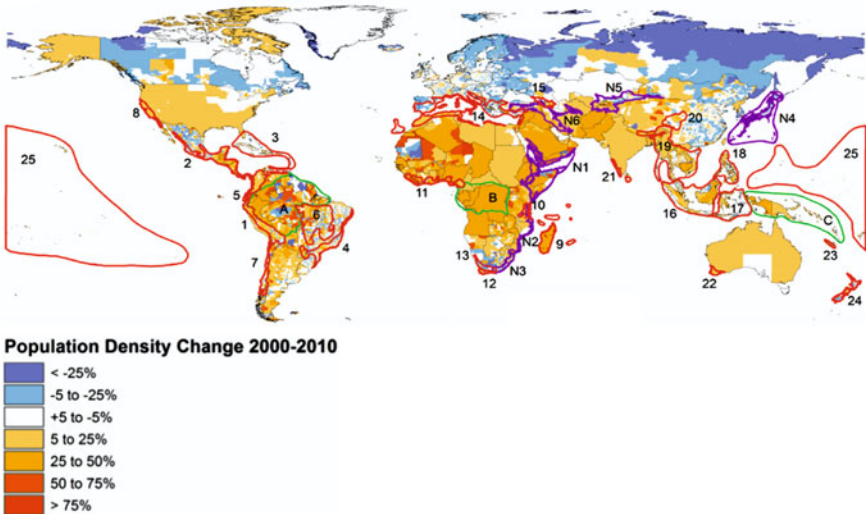 15
N5
14
N6
20
N4
8
3
2
25
19
18
25
N1
21
11
5
A
6
B
10
16
17
C
1
4
N2
9
23
7
13
N3
12
22
24
Population Density Change 2000-2010
< -25%
-5 to -25%
+5 to -5%
5 to 25%
25 to 50%
50 to 75%
> 75%